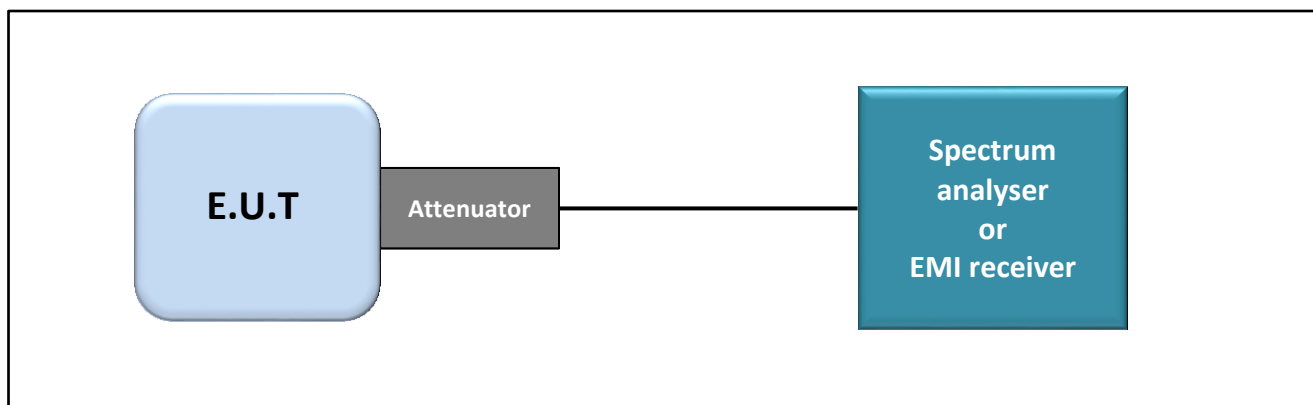 E.U.T
Attenuator
Spectrum
analyser
or
EMI receiver